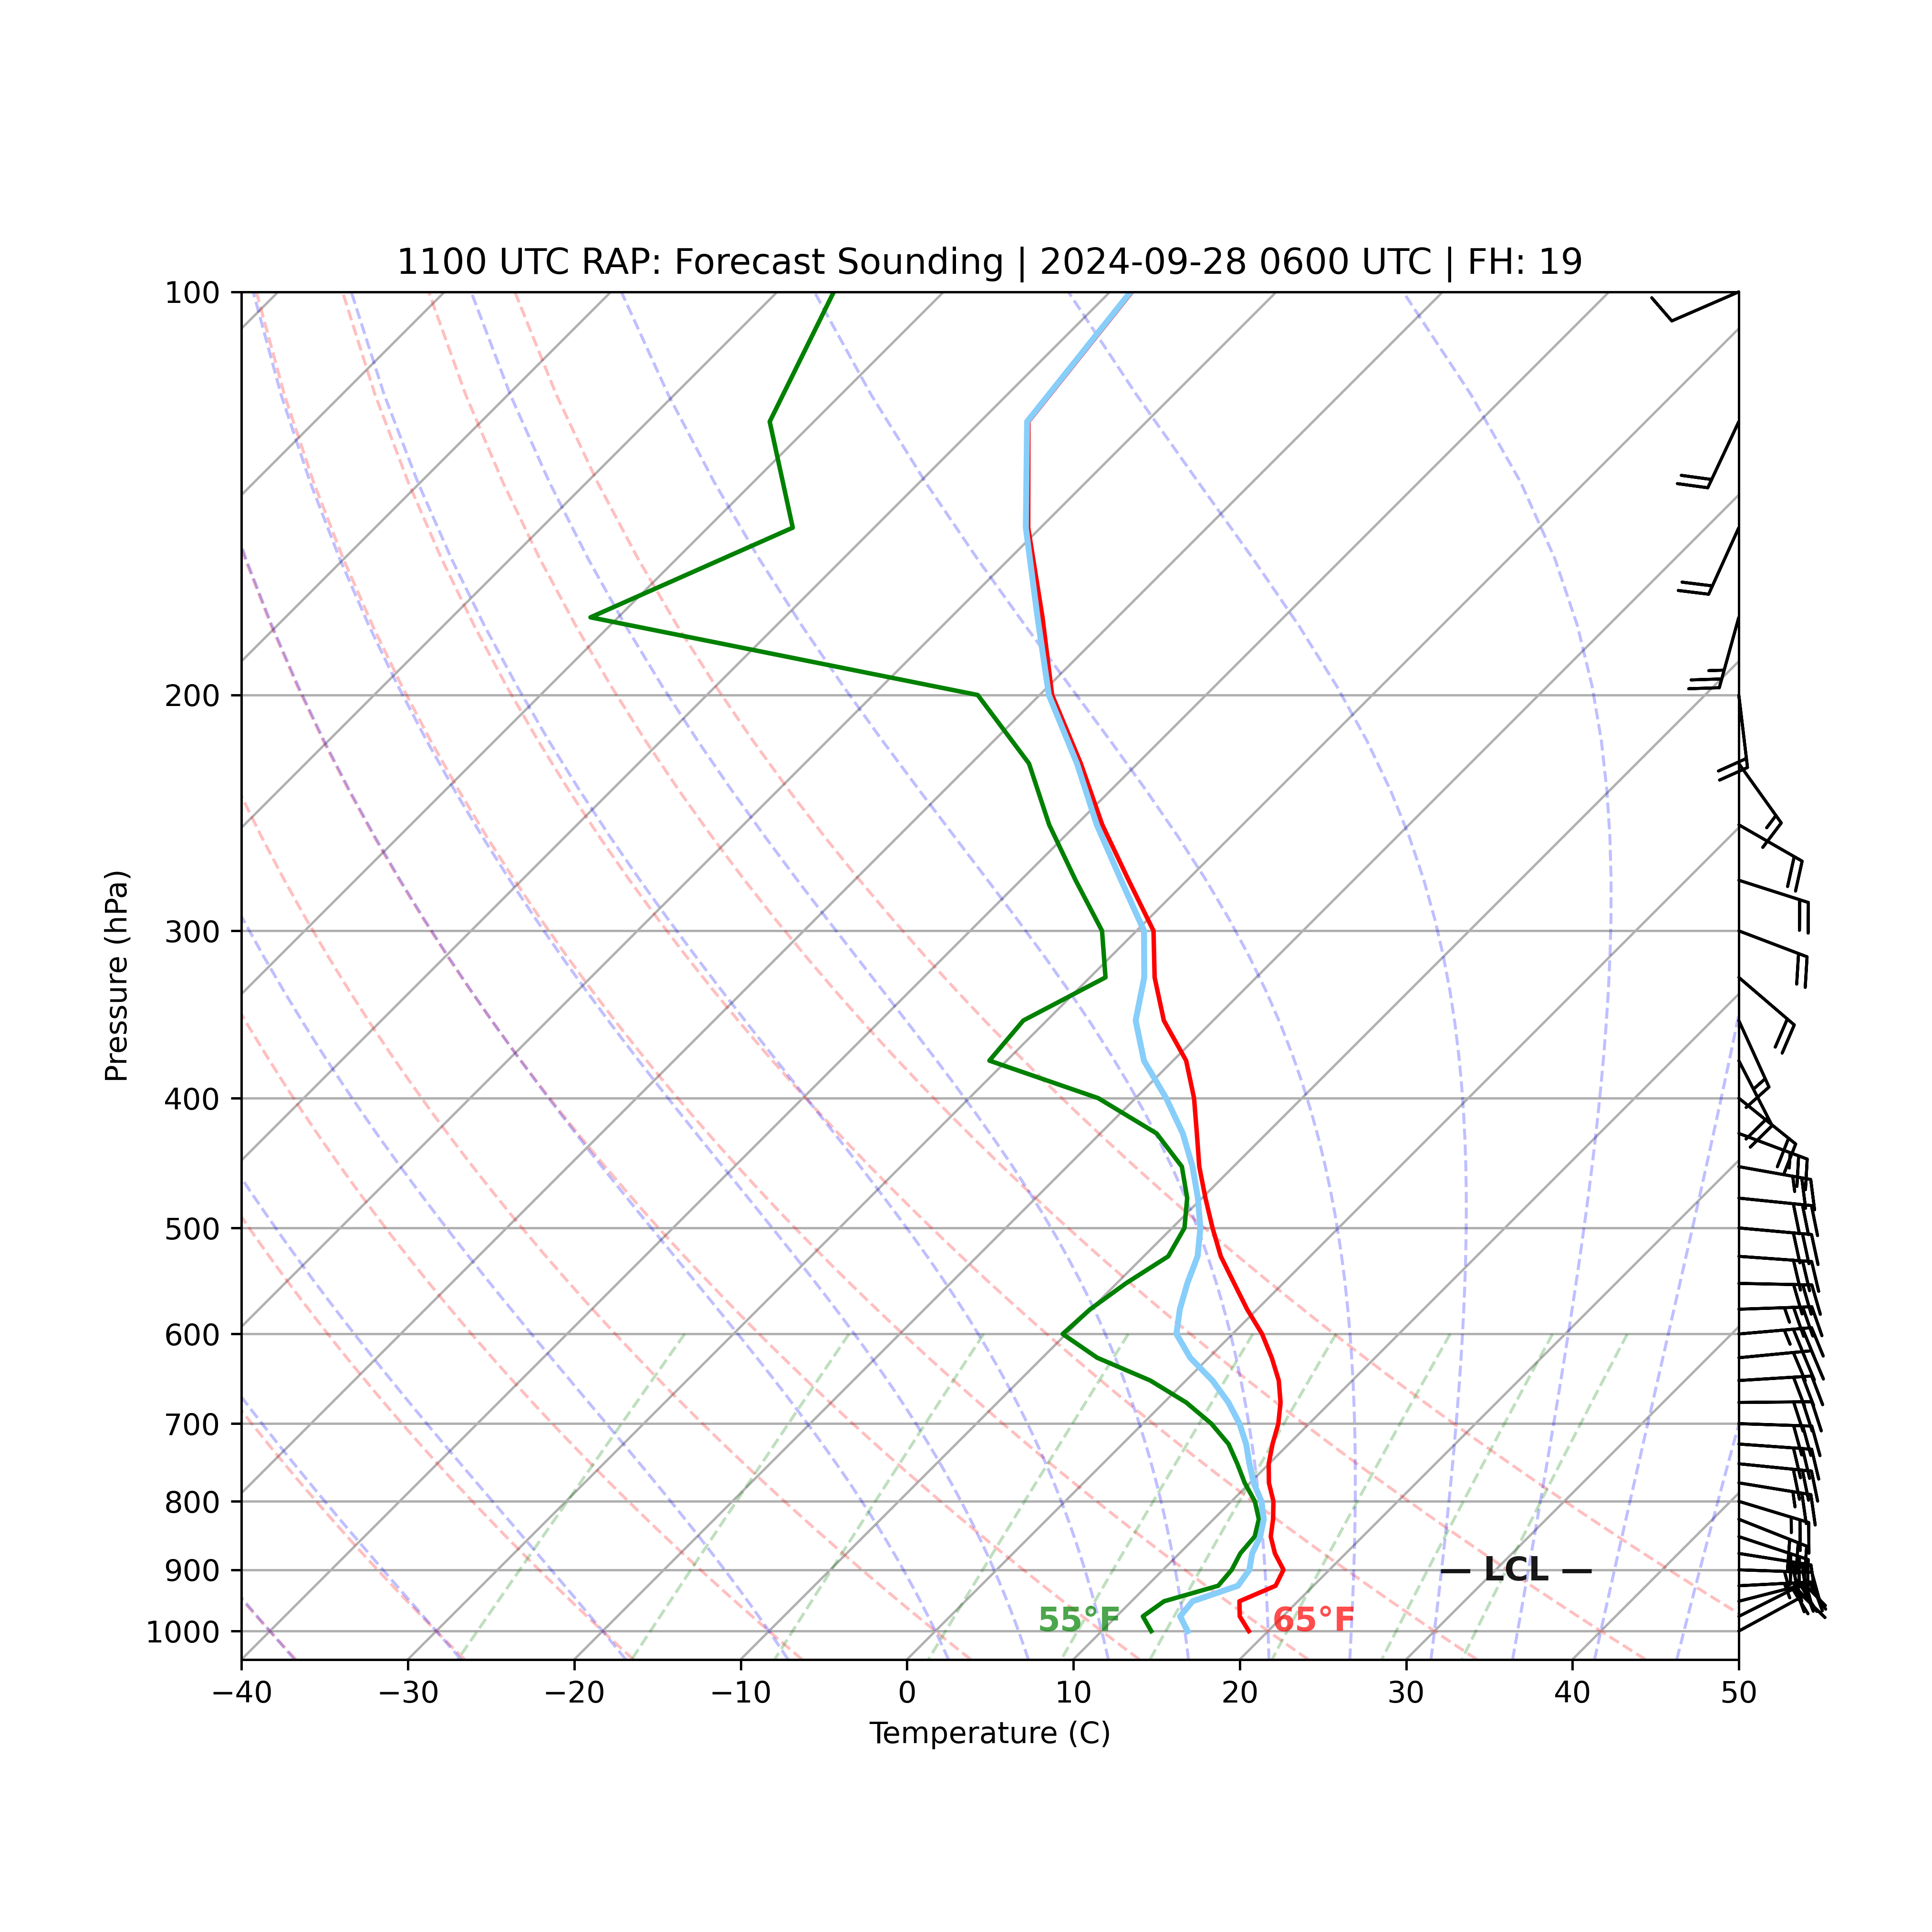 1100 UTC RAP: Forecast Sounding | 2024-09-28 0600 UTC | FH: 19
100
200
300
400
500
600
700
800
900
1000
Pressure (hPa)
— LCL —
55°F
65°F
−40 −30 −20 −10 0 10 20 30 40 50
Temperature (C)